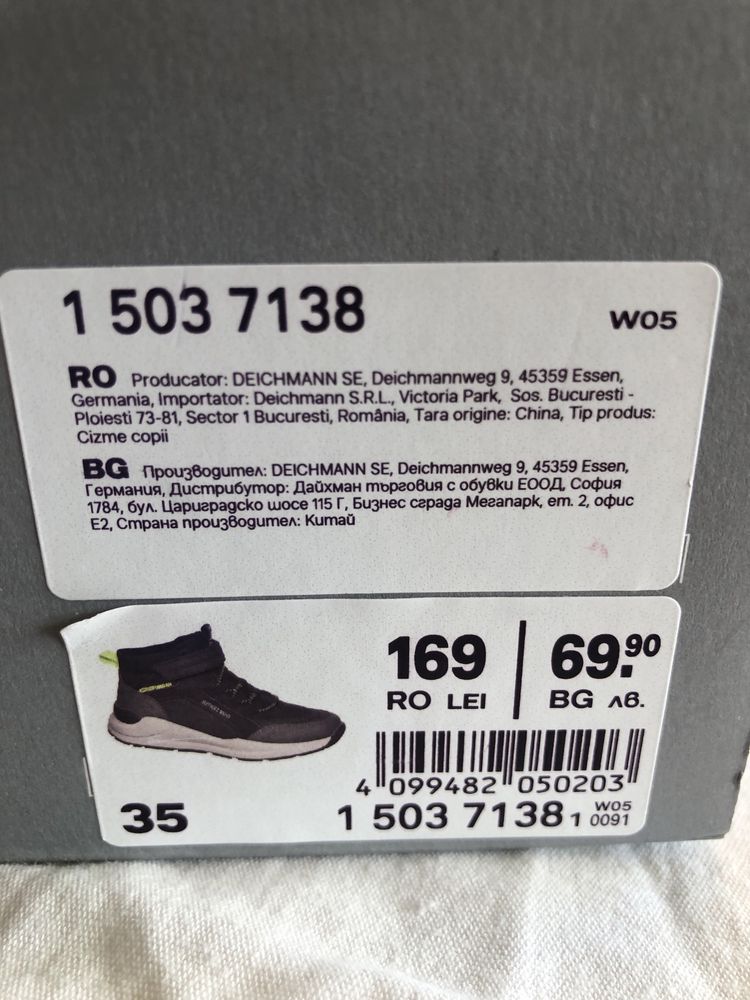 1 503 7138
W05
RO Producator: DEICHMANN SE, Deichmannweg 9, 45359 Essen,
Germania, Importator: Deichmann S.R.L., Victoria Park, Sos. Bucuresti -
Ploiesti 73-81, Sector 1 Bucuresti, România, Tara origine: China, Tip produs:
Cizme copii
BG Производител: DEICHMANN SE, Deichmannweg 9, 45359 Essen,
Германия, Дистрибутор: Дайхман търговия с обувки ЕООД, София
1784, бул. Цариградско шосе 115 Г, Бизнес сграда Мегапарк, ет. 2, офис
Е2, Страна производител: Китай
169 69.90
RO LEI BG лв.
4 099482 050203
35
1 503 7138 1 W05
0091